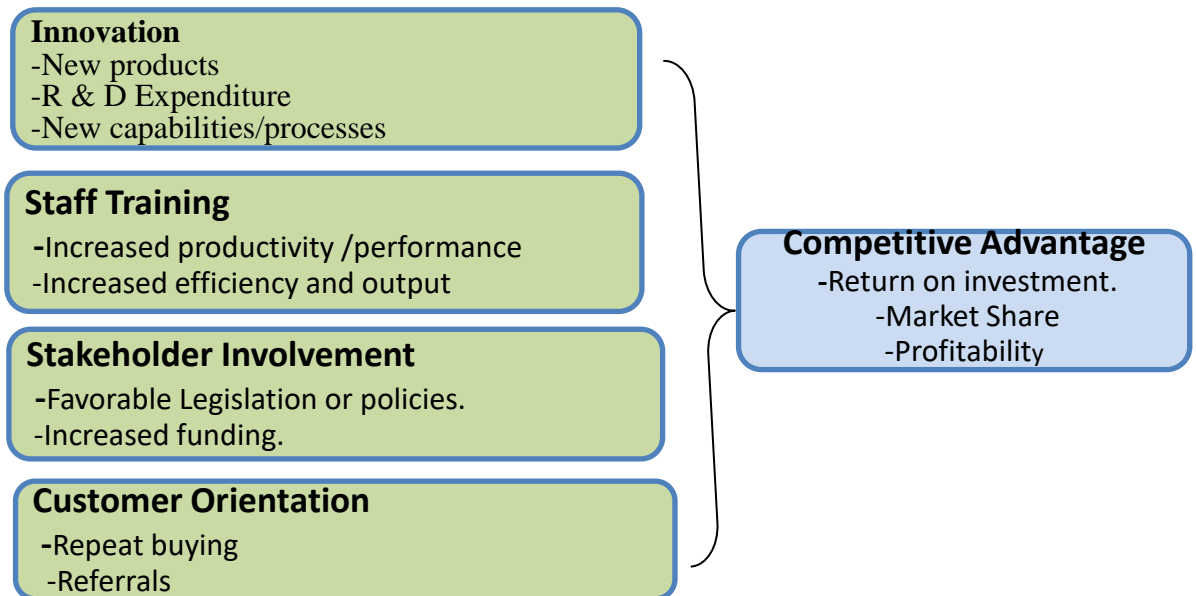 Innovation
-New products
-R & D Expenditure
-New capabilities/processes
Staff Training
-Increased productivity /performance
-Increased efficiency and output
Stakeholder Involvement
-Favorable Legislation or policies.
-Increased funding.
Customer Orientation
-Repeat buying
-Referrals
Competitive Advantage
-Return on investment.
-Market Share
-Profitability